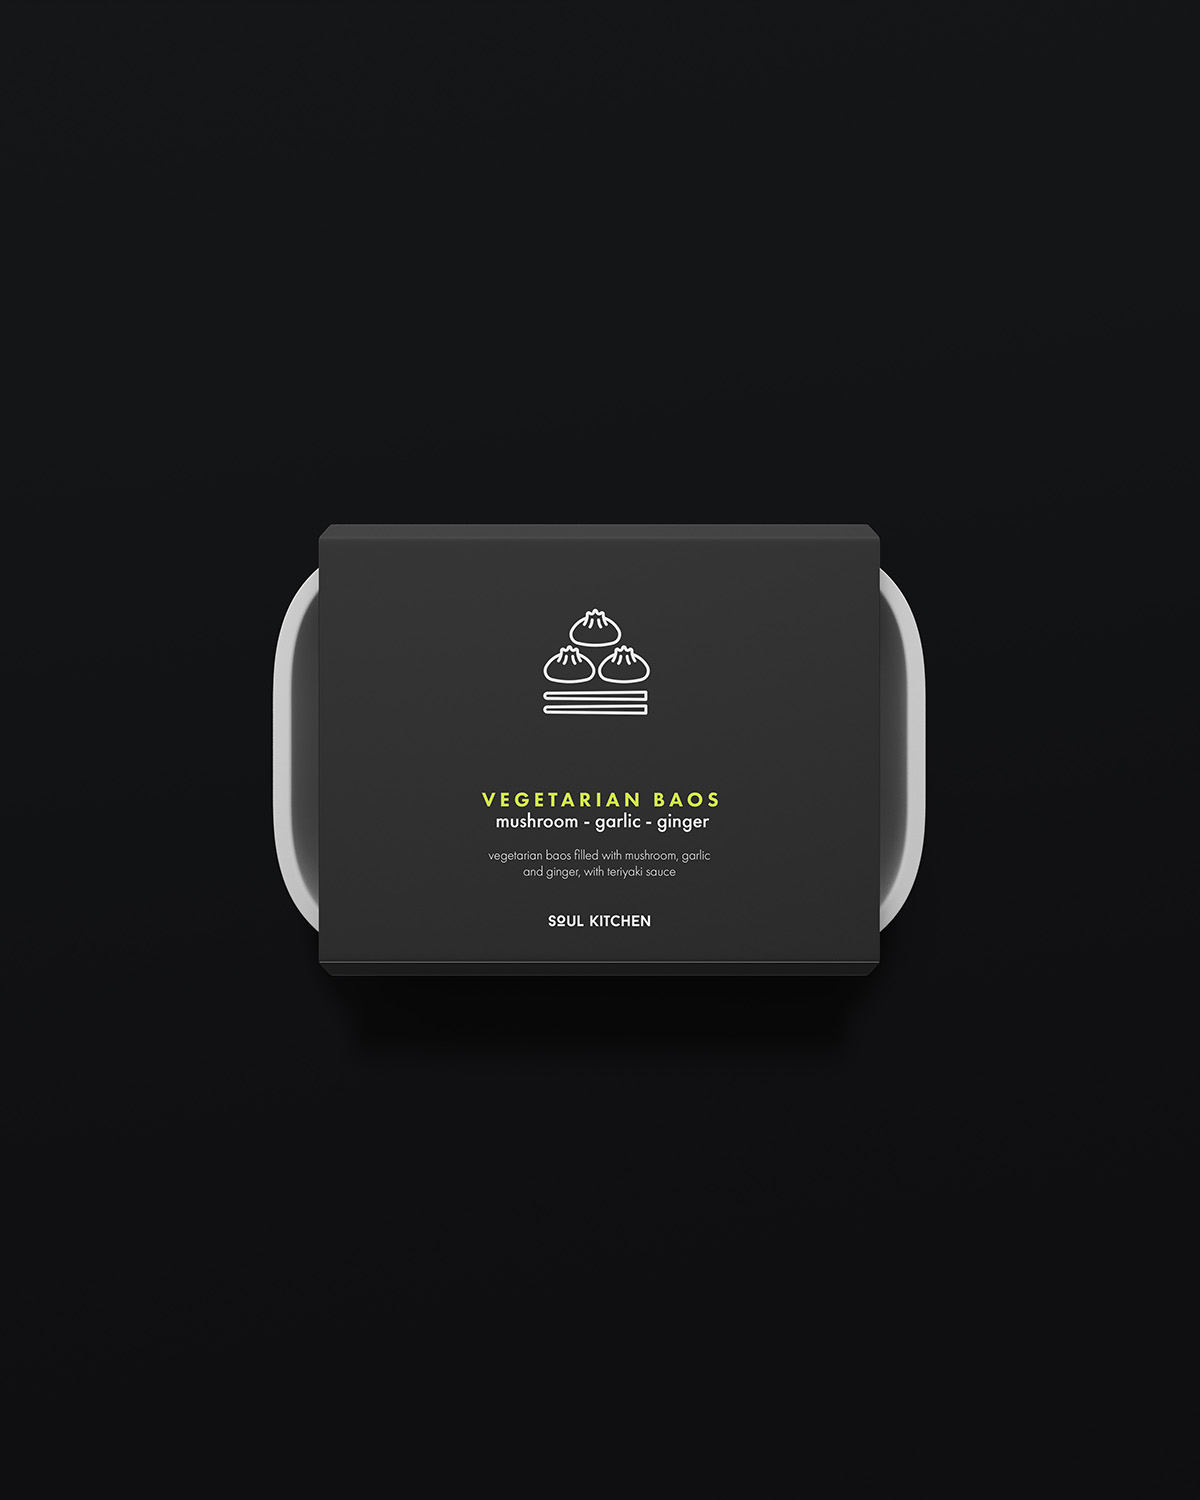 VEGETARIAN BAOS
mushroom - garlic - ginger
vegetarian baos filled with mushroom, garlic
and ginger, with teriyaki sauce
SOUL KITCHEN